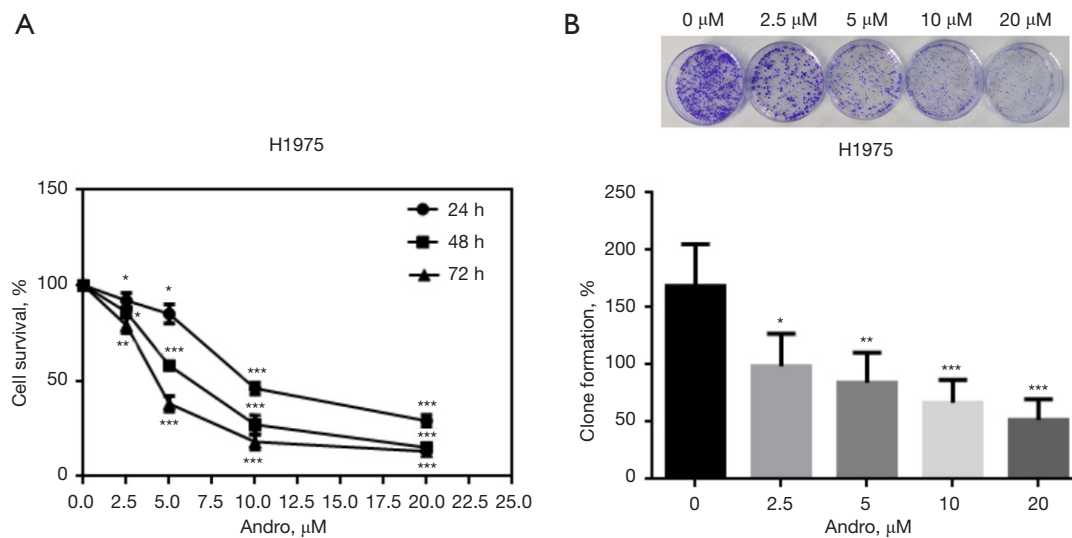 A
H1975
150
100
50
0
Cell survival, %
24 h
48 h
72 h
*
*
*
**
***
***
***
***
***
***
***
***
0.0 2.5 5.0 7.5 10.0 12.5 15.0 17.5 20.0 22.5 25.0
Andro, μM
B
0 μM 2.5 μM 5 μM 10 μM 20 μM
H1975
250
200
150
100
50
0
Clone formation, %
*
**
***
***
0 2.5 5 10 20
Andro, μM